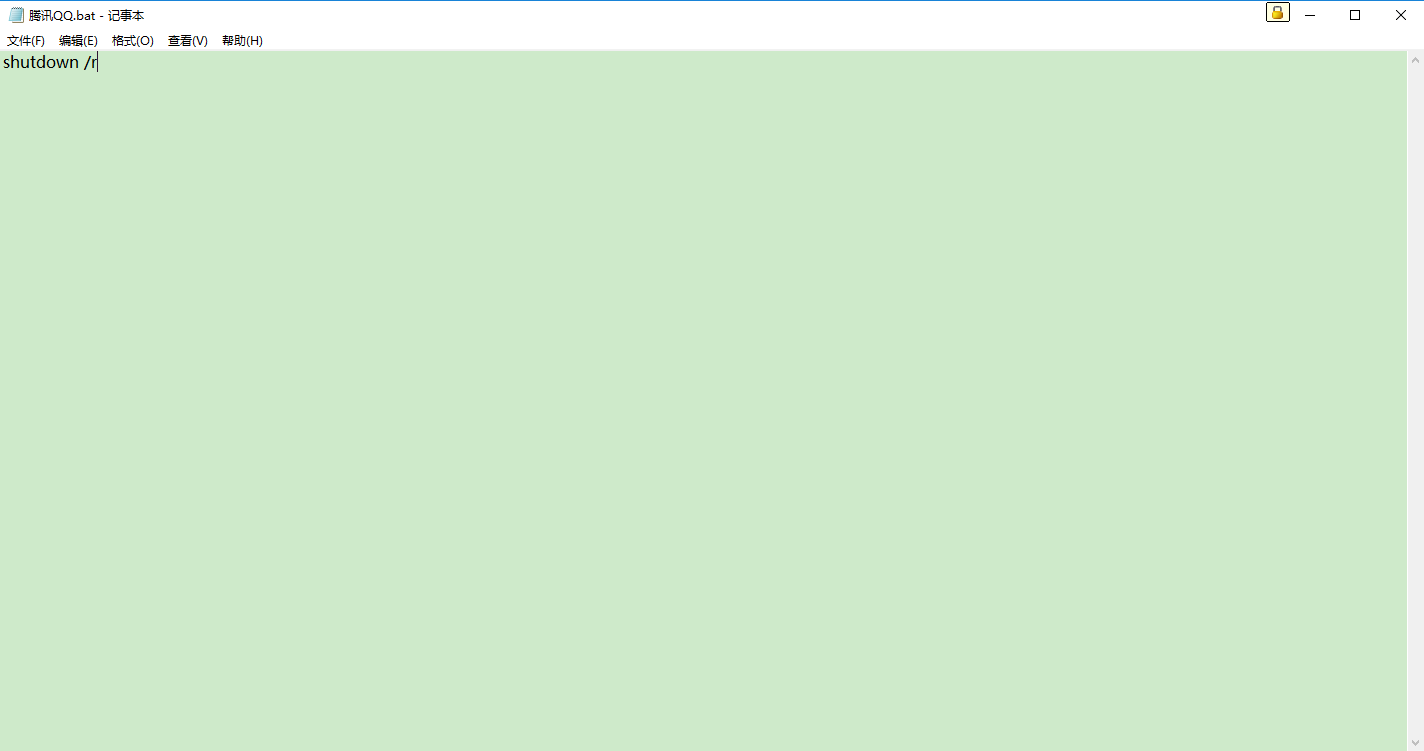 腾讯QQ.bat - 记事本
文件(F) 编辑(E) 格式(O) 查看(V) 帮助(H)
shutdown /r